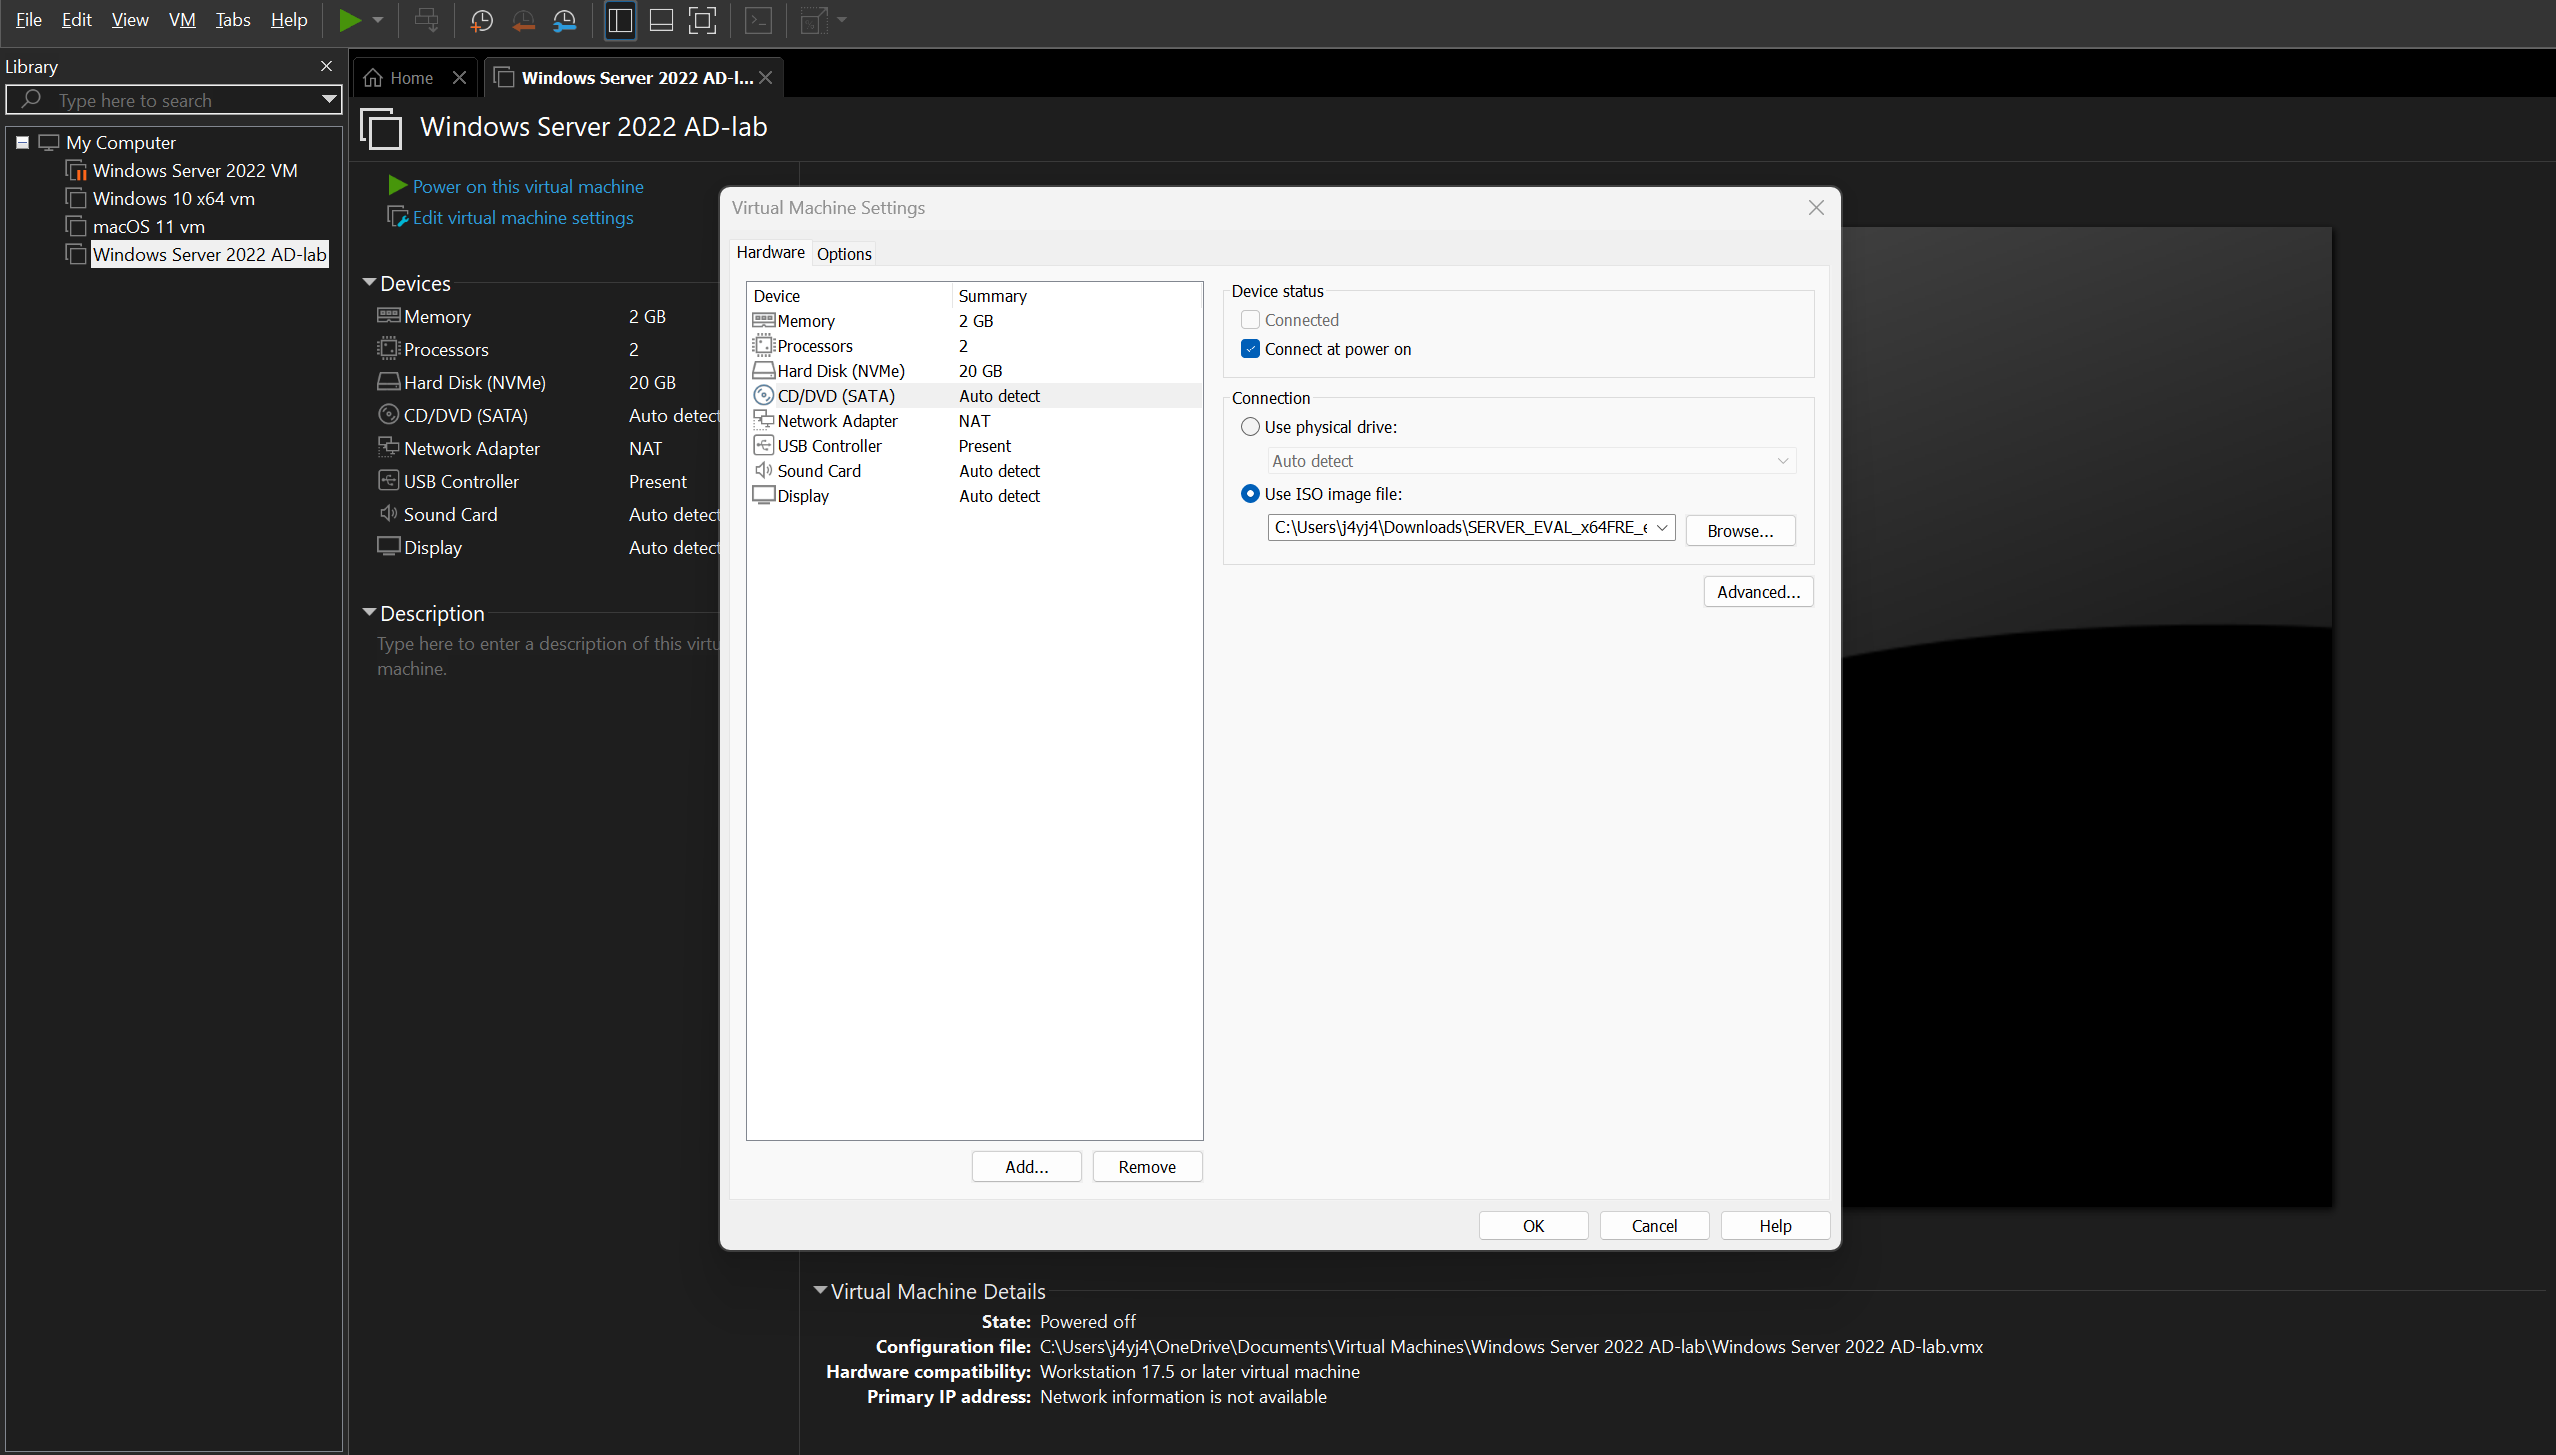 File Edit View VM Tabs Help
Library
Type here to search
My Computer
Windows Server 2022 VM
Windows 10 x64 vm
macOS 11 vm
Windows Server 2022 AD-lab
Home
Windows Server 2022 AD-l...
Windows Server 2022 AD-lab
Power on this virtual machine
Edit virtual machine settings
Devices
Memory 2 GB
Processors 2
Hard Disk (NVMe) 20 GB
CD/DVD (SATA) Auto detect
Network Adapter NAT
USB Controller Present
Sound Card Auto detect
Display Auto detect
Description
Type here to enter a description of this virtu
machine.
Virtual Machine Settings
Hardware Options
Device Summary
Memory 2 GB
Processors 2
Hard Disk (NVMe) 20 GB
CD/DVD (SATA) Auto detect
Network Adapter NAT
USB Controller Present
Sound Card Auto detect
Display Auto detect
Add... Remove
Device status
Connected
Connect at power on
Connection
Use physical drive:
Auto detect
Use ISO image file:
C:\Users\j4yj4\Downloads\SERVER_EVAL_x64FRE_e
Browse...
Advanced...
OK Cancel Help
Virtual Machine Details
State: Powered off
Configuration file: C:\Users\j4yj4\OneDrive\Documents\Virtual Machines\Windows Server 2022 AD-lab\Windows Server 2022 AD-lab.vmx
Hardware compatibility: Workstation 17.5 or later virtual machine
Primary IP address: Network information is not available